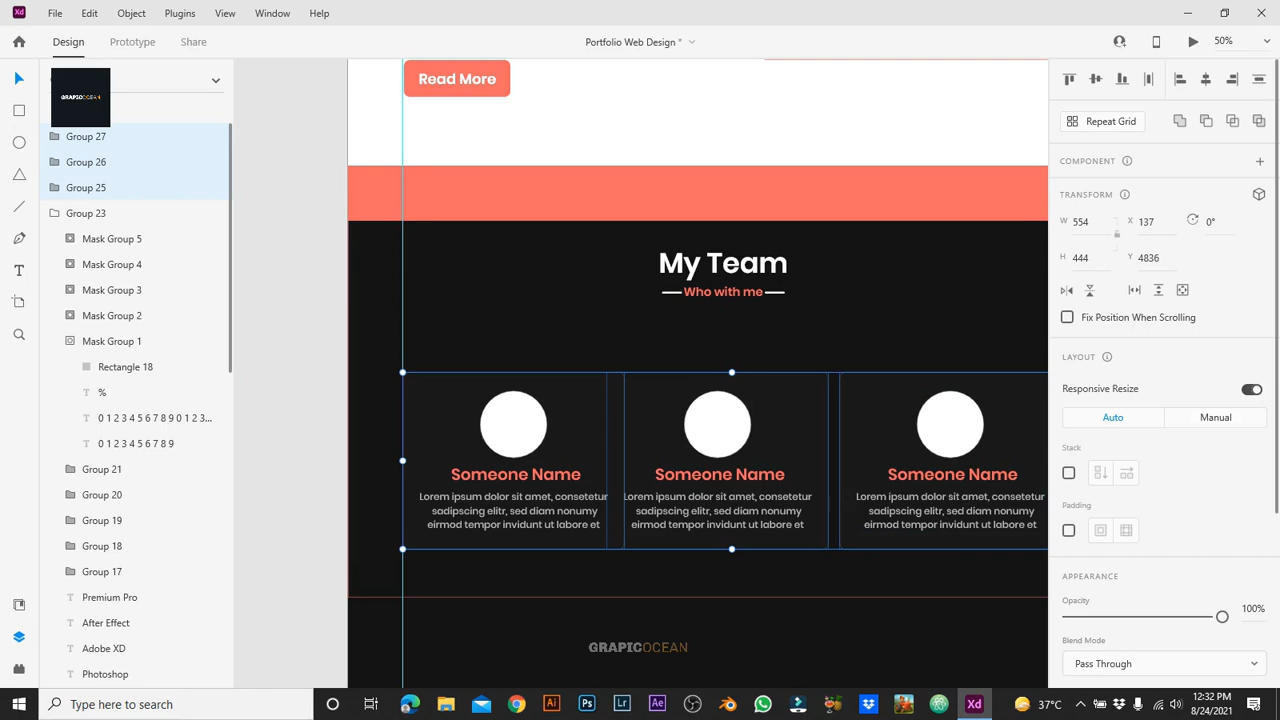 File Edit Object Plugins View Window Help
Design Prototype Share Portfolio Web Design * 50%
GRAPICOCEAN
Group 27
Group 26
Group 25
Group 23
Mask Group 5
Mask Group 4
Mask Group 3
Mask Group 2
Mask Group 1
Rectangle 18
%
0 1 2 3 4 5 6 7 8 9 0 1 2 3...
0 1 2 3 4 5 6 7 8 9
Group 21
Group 20
Group 19
Group 18
Group 17
Premium Pro
After Effect
Adobe XD
Photoshop
Read More
My Team
Who with me
Someone Name
Lorem ipsum dolor sit amet, consetetur
sadipscing elitr, sed diam nonumy
eirmod tempor invidunt ut labore et
Someone Name
Lorem ipsum dolor sit amet, consetetur
sadipscing elitr, sed diam nonumy
eirmod tempor invidunt ut labore et
Someone Name
Lorem ipsum dolor sit amet, consetetur
sadipscing elitr, sed diam nonumy
eirmod tempor invidunt ut labore et
GRAPICOCEAN
Repeat Grid
COMPONENT
TRANSFORM
W 554 X 137 0°
H 444 Y 4836
Fix Position When Scrolling
LAYOUT
Responsive Resize
Auto Manual
Stack
Padding
APPEARANCE
Opacity
100%
Blend Mode
Pass Through
Type here to search
Ai Ps Lr Ae Xd
37°C
12:32 PM
8/24/2021